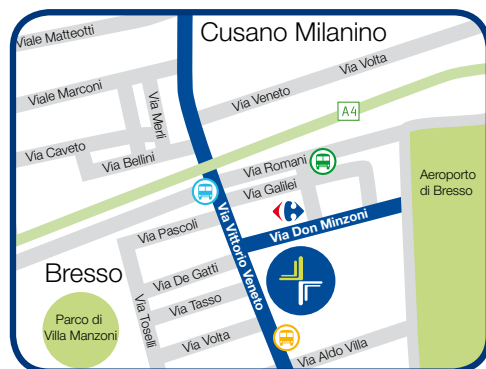 Viale Matteotti
Cusano Milanino
Via Volta
Viale Marconi
Via Merli
Via Veneto
A4
Via Caveto
Via Bellini
Via Romani
Via Galilei
Aeroporto
di Bresso
Via Vittorio Veneto
Via Pascoli
Via Don Minzoni
Bresso
Via De Gatti
Via Toselli
Via Tasso
Parco di
Villa Manzoni
Via Volta
Via Aldo Villa